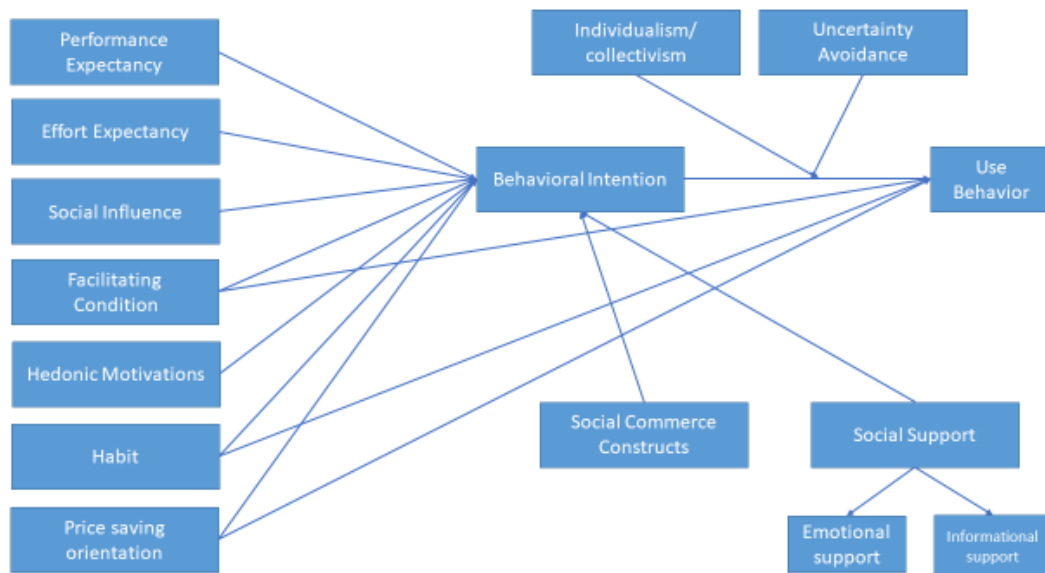 Performance
Expectancy
Individualism/
collectivism
Uncertainty
Avoidance
Effort Expectancy
Behavioral Intention
Use
Behavior
Social Influence
Facilitating
Condition
Hedonic Motivations
Habit
Social Commerce
Constructs
Social Support
Price saving
orientation
Emotional
support
Informational
support